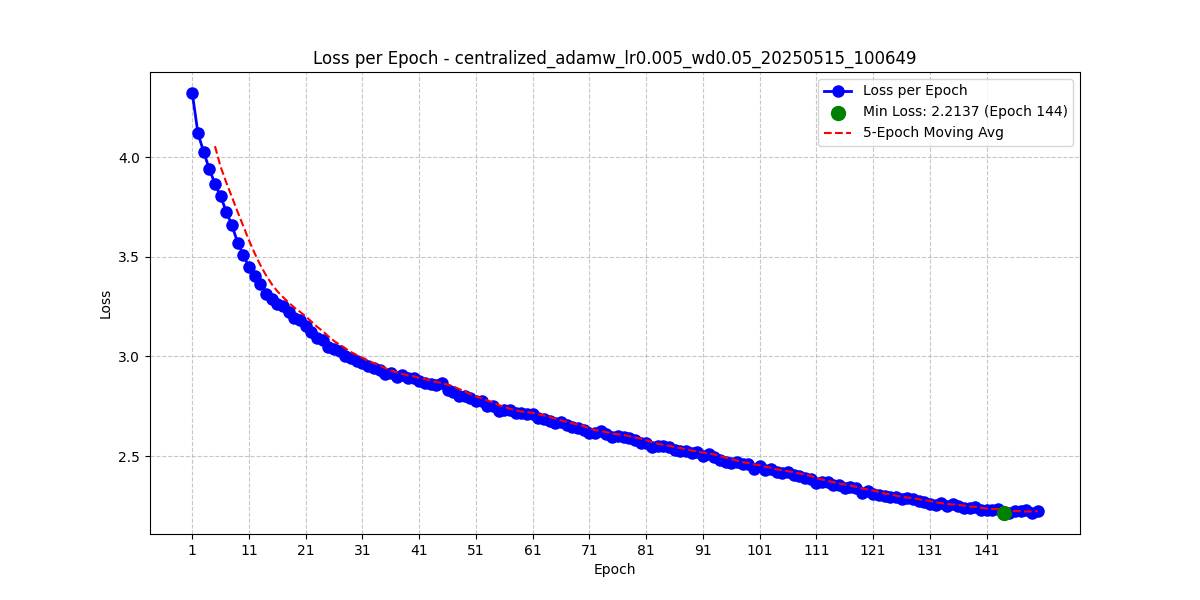 Loss per Epoch - centralized_adamw_lr0.005_wd0.05_20250515_100649
Loss per Epoch
Min Loss: 2.2137 (Epoch 144)
5-Epoch Moving Avg
Loss
4.0
3.5
3.0
2.5
1 11 21 31 41 51 61 71 81 91 101 111 121 131 141
Epoch